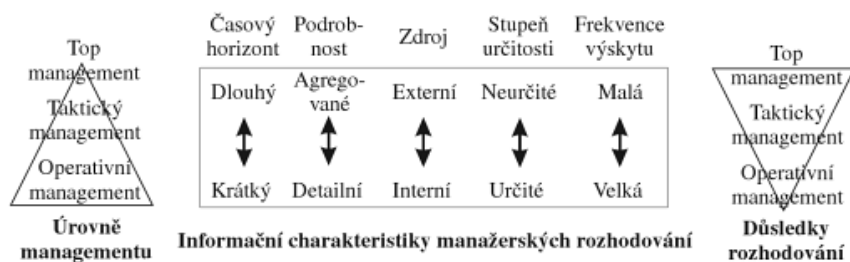 Top
management
Taktický
management
Operativní
management
Úrovně
managementu
Časový
horizont
Podrob-
nost
Zdroj
Stupeň
určitosti
Frekvence
výskytu
Dlouhý
Agrego-
vané
Externí
Neurčité
Malá
Krátký
Detailní
Interní
Určité
Velká
Informační charakteristiky manažerských rozhodování
Top
management
Taktický
management
Operativní
management
Důsledky
rozhodování